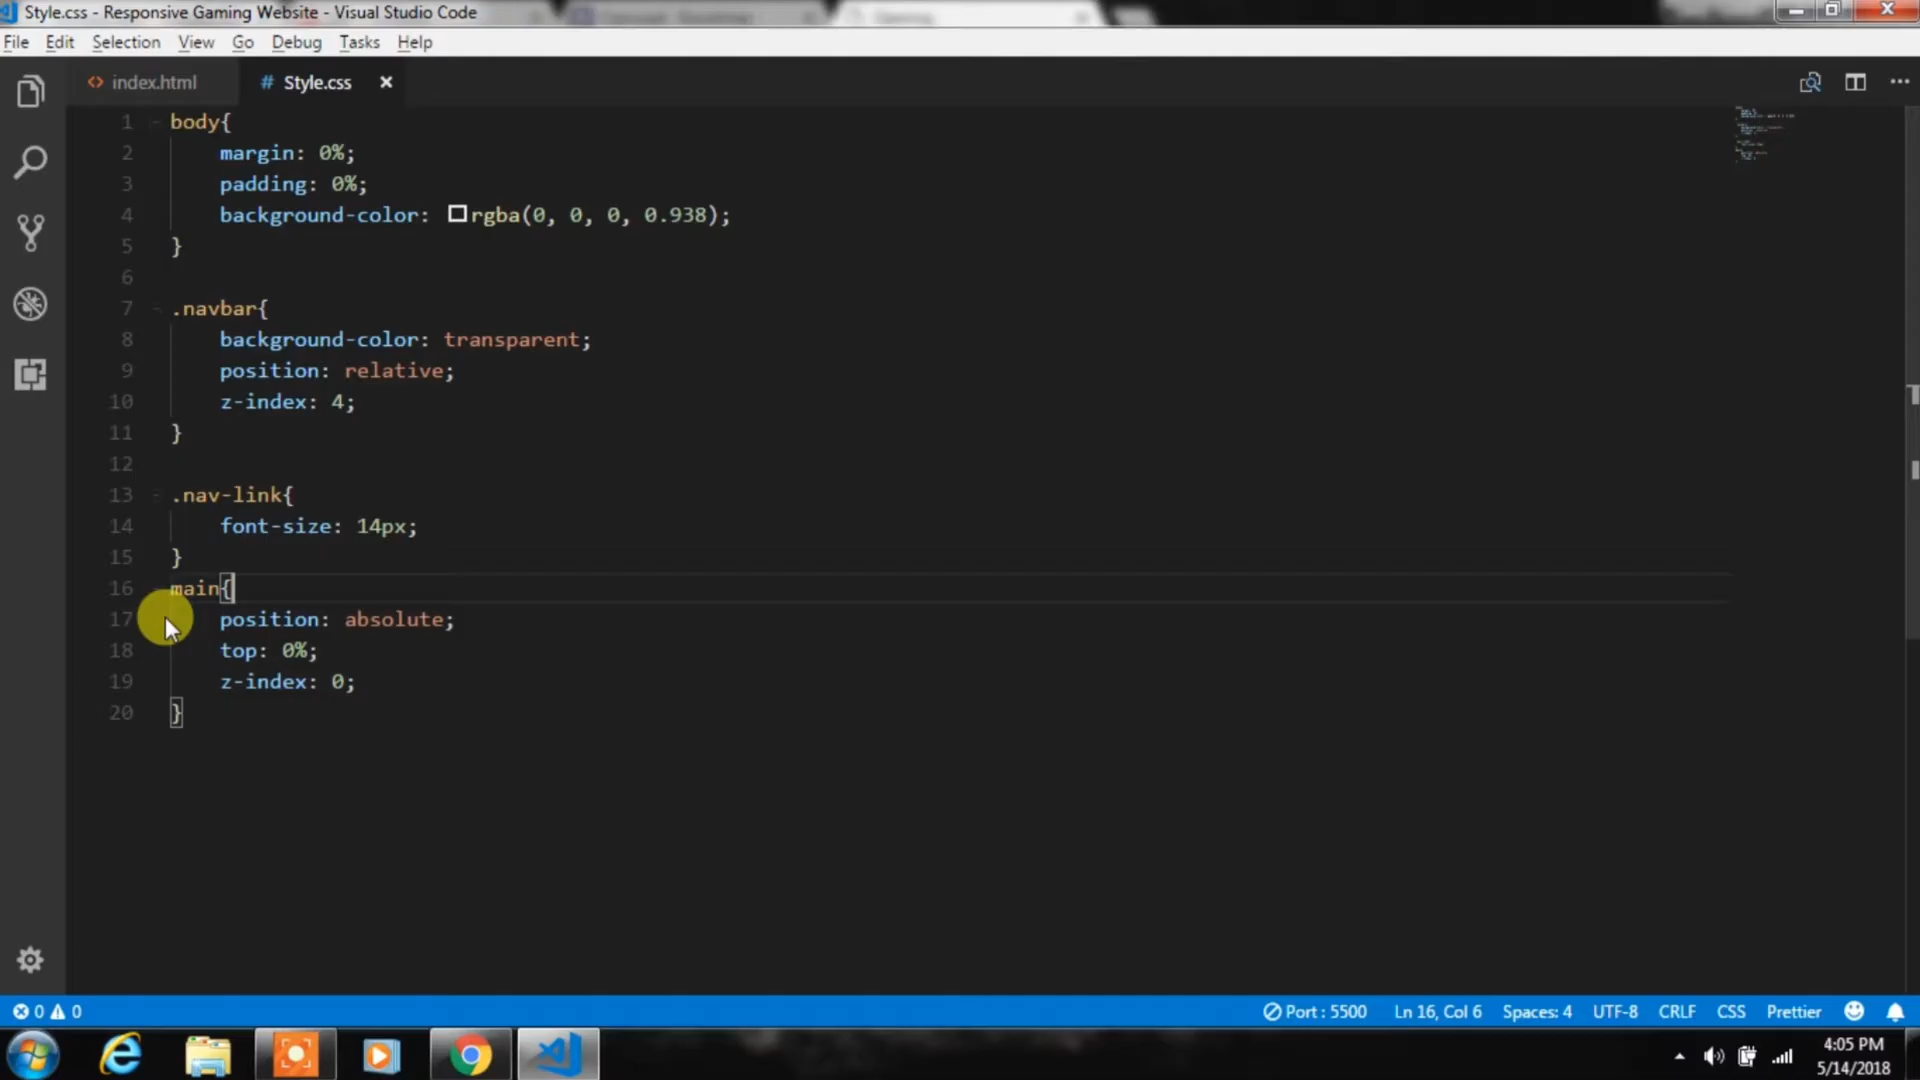 Style.css - Responsive Gaming Website - Visual Studio Code
File Edit Selection View Go Debug Tasks Help
<> index.html # Style.css ×
1 body{
2 margin: 0%;
3 padding: 0%;
4 background-color: rgba(0, 0, 0, 0.938);
5 }
6
7 .navbar{
8 background-color: transparent;
9 position: relative;
10 z-index: 4;
11 }
12
13 .nav-link{
14 font-size: 14px;
15 }
16 main{
17 position: absolute;
18 top: 0%;
19 z-index: 0;
20 }
0 0 Port : 5500 Ln 16, Col 6 Spaces: 4 UTF-8 CRLF CSS Prettier
4:05 PM
5/14/2018